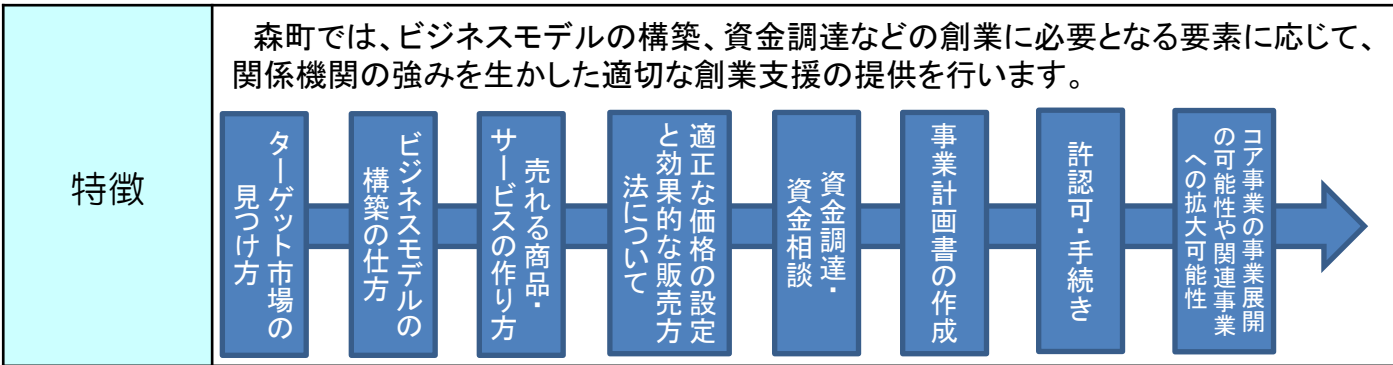 特徴
森町では、ビジネスモデルの構築、資金調達などの創業に必要となる要素に応じて、
関係機関の強みを生かした適切な創業支援の提供を行います。
ターゲット市場の
見つけ方
ビジネスモデルの
構築の仕方
売れる商品・
サービスの作り方
適正な価格の設定
と効果的な販売方
法について
資金調達・
資金相談
事業計画書の作成
許認可・手続き
コア事業の事業展開
の可能性や関連事業
への拡大可能性